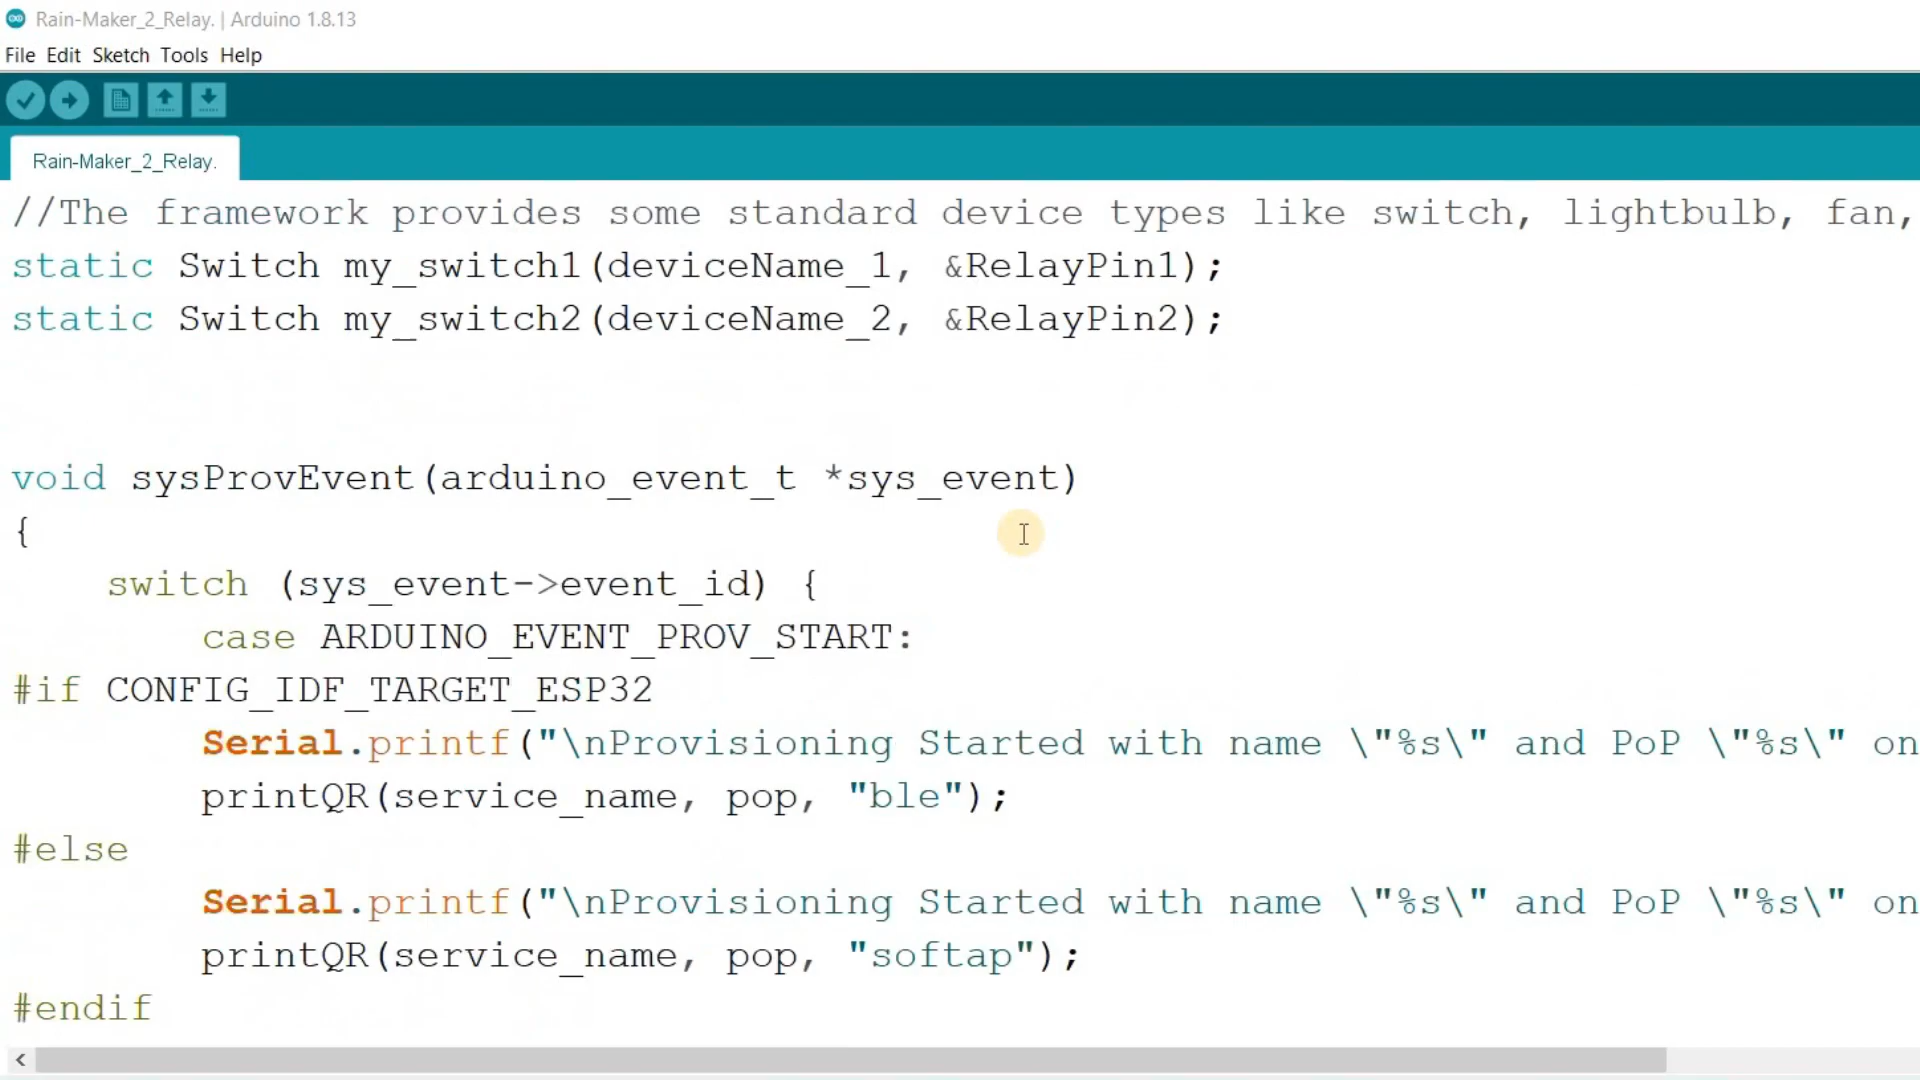 Rain-Maker_2_Relay. | Arduino 1.8.13
File Edit Sketch Tools Help
Rain-Maker_2_Relay.
//The framework provides some standard device types like switch, lightbulb, fan,
static Switch my_switch1(deviceName_1, &RelayPin1);
static Switch my_switch2(deviceName_2, &RelayPin2);
void sysProvEvent(arduino_event_t *sys_event)
{
switch (sys_event->event_id) {
case ARDUINO_EVENT_PROV_START:
#if CONFIG_IDF_TARGET_ESP32
Serial.printf("\nProvisioning Started with name \"%s\" and PoP \"%s\" on
printQR(service_name, pop, "ble");
#else
Serial.printf("\nProvisioning Started with name \"%s\" and PoP \"%s\" on
printQR(service_name, pop, "softap");
#endif